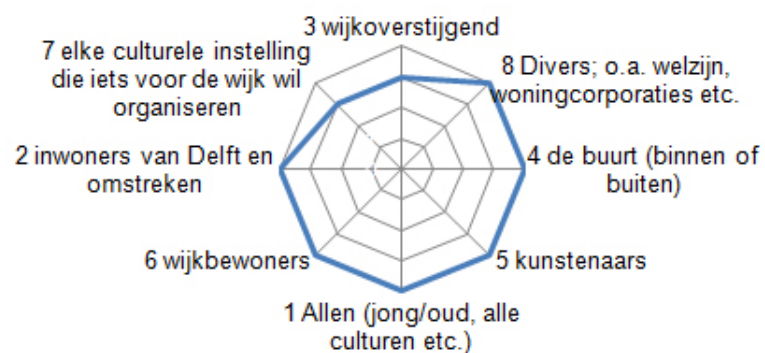 3 wijkoverstijgend
7 elke culturele instelling
die iets voor de wijk wil
organiseren
8 Divers; o.a. welzijn,
woningcorporaties etc.
2 inwoners van Delft en
omstreken
4 de buurt (binnen of
buiten)
6 wijkbewoners
5 kunstenaars
1 Allen (jong/oud, alle
culturen etc.)